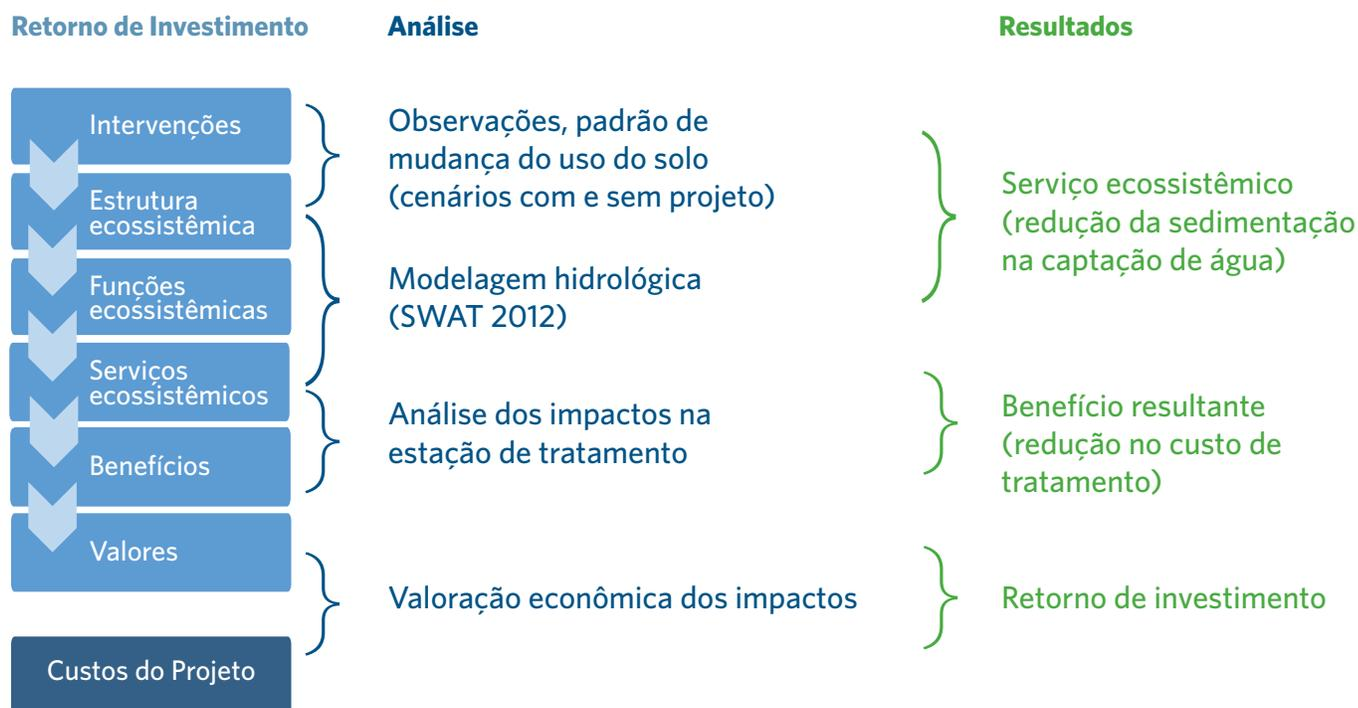 Retorno de Investimento
Análise
Resultados
Intervenções
Estrutura
ecossistêmica
Funções
ecossistêmicas
Serviços
ecossistêmicos
Benefícios
Valores
Custos do Projeto
Observações, padrão de
mudança do uso do solo
(cenários com e sem projeto)
Modelagem hidrológica
(SWAT 2012)
Análise dos impactos na
estação de tratamento
Valoração econômica dos impactos
Serviço ecossistêmico
(redução da sedimentação
na captação de água)
Benefício resultante
(redução no custo de
tratamento)
Retorno de investimento